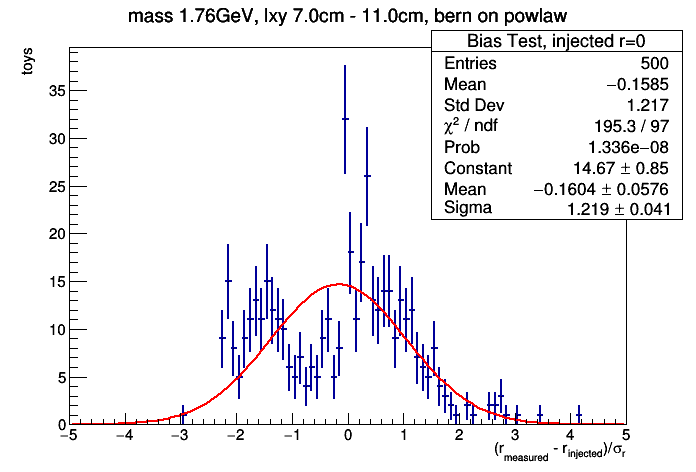 mass 1.76GeV, lxy 7.0cm - 11.0cm, bern on powlaw
Bias Test, injected r=0
Entries 500
Mean −0.1585
Std Dev 1.217
χ² / ndf 195.3 / 97
Prob 1.336e−08
Constant 14.67 ± 0.85
Mean −0.1604 ± 0.0576
Sigma 1.219 ± 0.041
toys
35
30
25
20
15
10
5
0
−5 −4 −3 −2 −1 0 1 2 3 4 5
(r_measured - r_injected)/σ_r